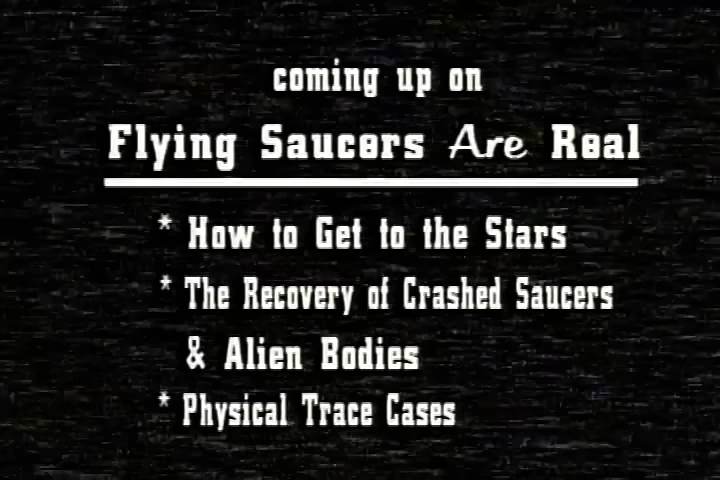 coming up on
Flying Saucers Are Real
* How to Get to the Stars
* The Recovery of Crashed Saucers
& Alien Bodies
* Physical Trace Cases